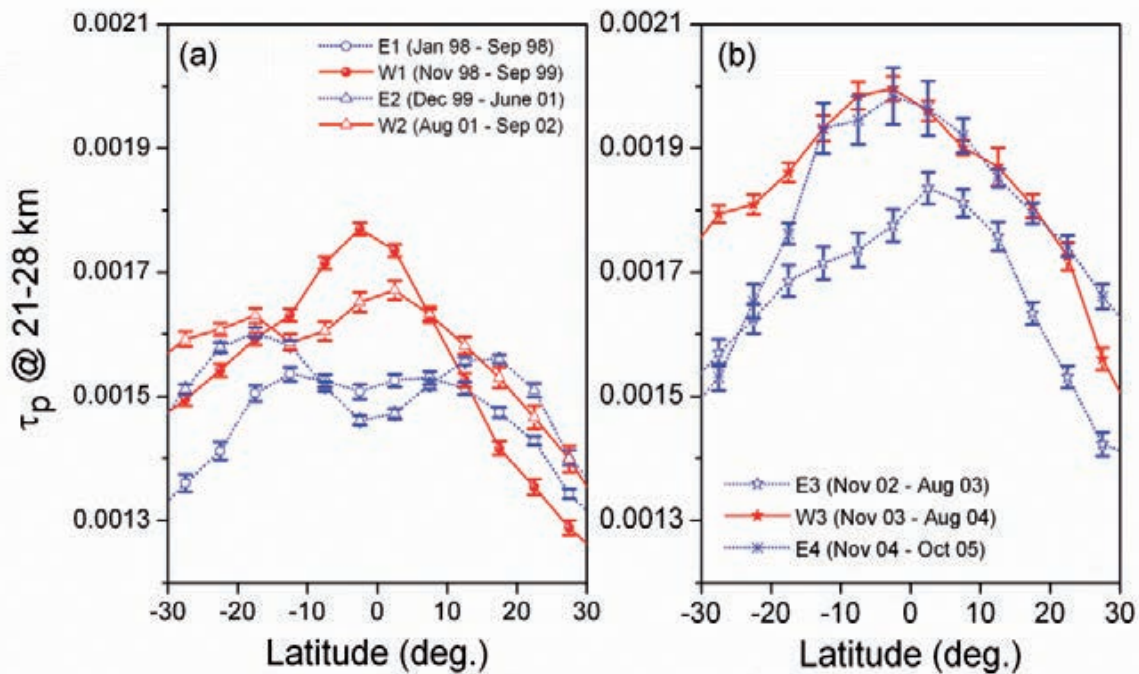 0.0021
0.0019
0.0017
0.0015
0.0013
τp @ 21-28 km
(a)
E1 (Jan 98 - Sep 98)
W1 (Nov 98 - Sep 99)
E2 (Dec 99 - June 01)
W2 (Aug 01 - Sep 02)
-30 -20 -10 0 10 20 30
Latitude (deg.)
0.0021
0.0019
0.0017
0.0015
0.0013
(b)
E3 (Nov 02 - Aug 03)
W3 (Nov 03 - Aug 04)
E4 (Nov 04 - Oct 05)
-30 -20 -10 0 10 20 30
Latitude (deg.)